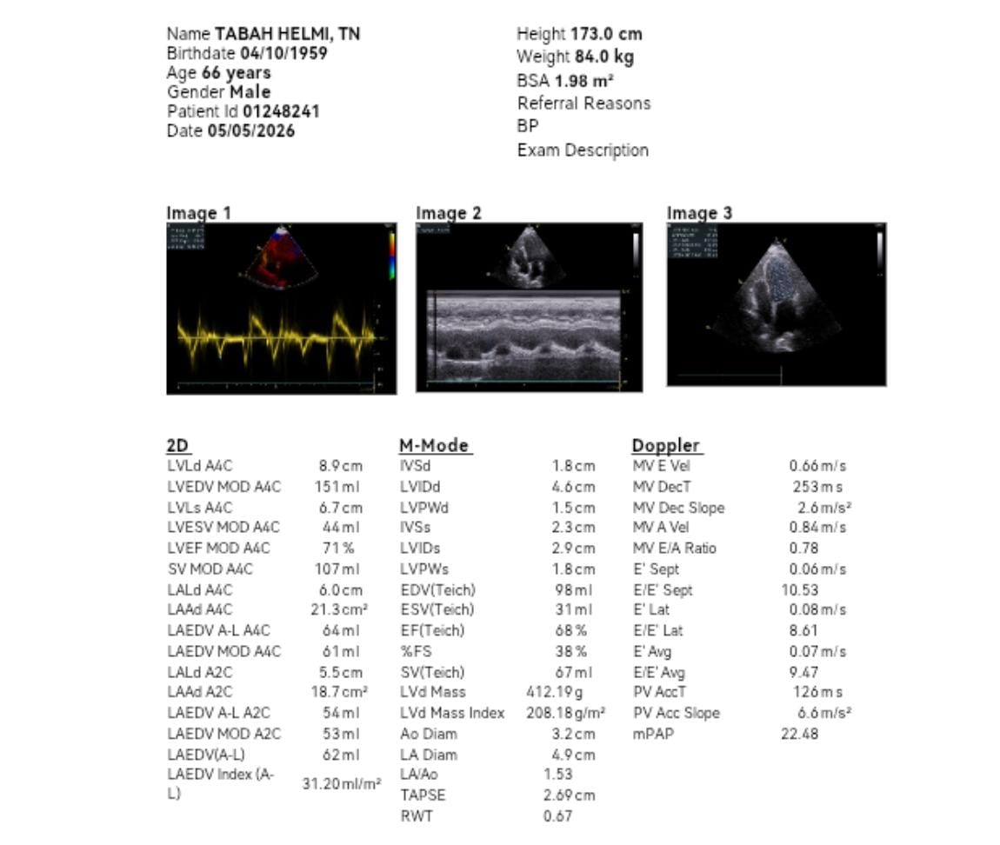 Name TABAH HELMI, TN
Birthdate 04/10/1959
Age 66 years
Gender Male
Patient Id 01248241
Date 05/05/2026
Height 173.0 cm
Weight 84.0 kg
BSA 1.98 m²
Referral Reasons
BP
Exam Description
Image 1
Image 2
Image 3
2D
LVLd A4C 8.9 cm
LVEDV MOD A4C 151 ml
LVLs A4C 6.7 cm
LVESV MOD A4C 44 ml
LVEF MOD A4C 71 %
SV MOD A4C 107 ml
LALd A4C 6.0 cm
LAAd A4C 21.3 cm²
LAEDV A-L A4C 64 ml
LAEDV MOD A4C 61 ml
LALd A2C 5.5 cm
LAAd A2C 18.7 cm²
LAEDV A-L A2C 54 ml
LAEDV MOD A2C 53 ml
LAEDV(A-L) 62 ml
LAEDV Index (A-
L) 31.20 ml/m²
M-Mode
IVSd 1.8 cm
LVIDd 4.6 cm
LVPWd 1.5 cm
IVSs 2.3 cm
LVIDs 2.9 cm
LVPWs 1.8 cm
EDV(Teich) 98 ml
ESV(Teich) 31 ml
EF(Teich) 68 %
%FS 38 %
SV(Teich) 67 ml
LVd Mass 412.19 g
LVd Mass Index 208.18 g/m²
Ao Diam 3.2 cm
LA Diam 4.9 cm
LA/Ao 1.53
TAPSE 2.69 cm
RWT 0.67
Doppler
MV E Vel 0.66 m/s
MV DecT 253 ms
MV Dec Slope 2.6 m/s²
MV A Vel 0.84 m/s
MV E/A Ratio 0.78
E' Sept 0.06 m/s
E/E' Sept 10.53
E' Lat 0.08 m/s
E/E' Lat 8.61
E' Avg 0.07 m/s
E/E' Avg 9.47
PV AccT 126 ms
PV Acc Slope 6.6 m/s²
mPAP 22.48